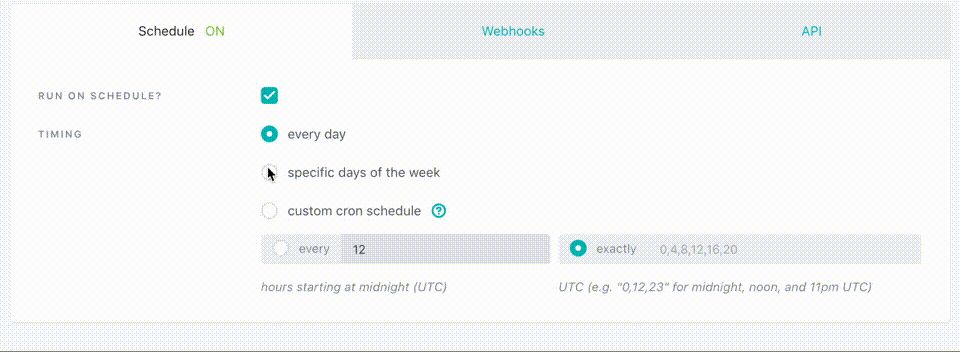 Schedule ON Webhooks API
RUN ON SCHEDULE?
TIMING every day
specific days of the week
custom cron schedule ?
every 12 exactly 0,4,8,12,16,20
hours starting at midnight (UTC) UTC (e.g. "0,12,23" for midnight, noon, and 11pm UTC)